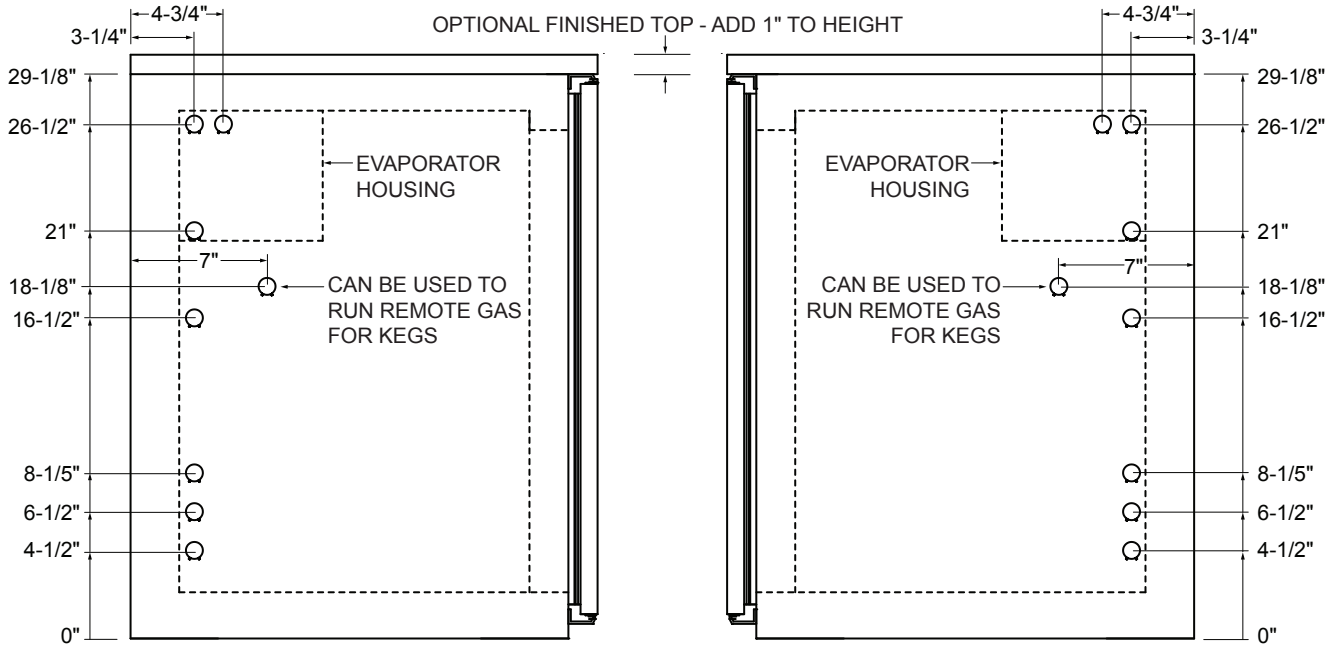 4-3/4"
OPTIONAL FINISHED TOP - ADD 1" TO HEIGHT
4-3/4"
3-1/4"
3-1/4"
29-1/8"
29-1/8"
26-1/2"
26-1/2"
EVAPORATOR
HOUSING
EVAPORATOR
HOUSING
21"
21"
7"
7"
18-1/8"
CAN BE USED TO
RUN REMOTE GAS
FOR KEGS
CAN BE USED TO
RUN REMOTE GAS
FOR KEGS
18-1/8"
16-1/2"
16-1/2"
8-1/5"
8-1/5"
6-1/2"
6-1/2"
4-1/2"
4-1/2"
0"
0"